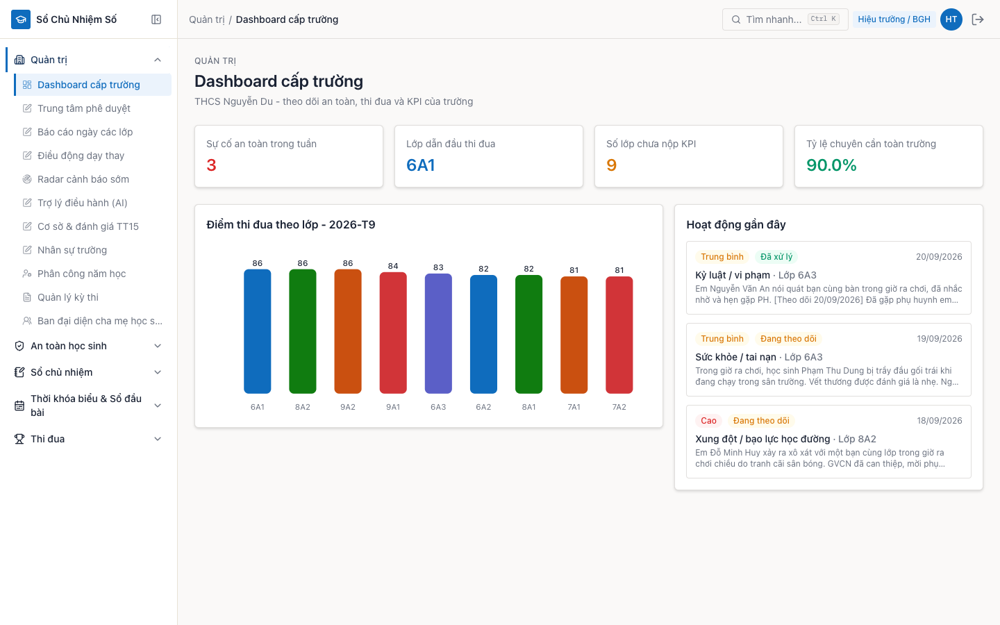 Sổ Chủ Nhiệm Số
Quản trị
Dashboard cấp trường
Trung tâm phê duyệt
Báo cáo ngày các lớp
Điều động dạy thay
Radar cảnh báo sớm
Trợ lý điều hành (AI)
Cơ sở & đánh giá TT15
Nhân sự trường
Phân công năm học
Quản lý kỳ thi
Ban đại diện cha mẹ học s...
An toàn học sinh
Sổ chủ nhiệm
Thời khóa biểu & Sổ đầu
bài
Thi đua
Quản trị / Dashboard cấp trường
Tìm nhanh... Ctrl K
Hiệu trưởng / BGH
HT
QUẢN TRỊ
Dashboard cấp trường
THCS Nguyễn Du - theo dõi an toàn, thi đua và KPI của trường
Sự cố an toàn trong tuần
3
Lớp dẫn đầu thi đua
6A1
Số lớp chưa nộp KPI
9
Tỷ lệ chuyên cần toàn trường
90.0%
Điểm thi đua theo lớp - 2026-T9
86 86 86 84 83 82 82 81 81
6A1 8A2 9A2 9A1 6A3 6A2 8A1 7A1 7A2
Hoạt động gần đây
Trung bình Đã xử lý 20/09/2026
Kỷ luật / vi phạm · Lớp 6A3
Em Nguyễn Văn An nói quát bạn cùng bàn trong giờ ra chơi, đã nhắc
nhở và hẹn gặp PH. [Theo dõi 20/09/2026] Đã gặp phụ huynh em...
Trung bình Đang theo dõi 19/09/2026
Sức khỏe / tai nạn · Lớp 6A3
Trong giờ ra chơi, học sinh Phạm Thu Dung bị trầy đầu gối trái khi
đang chạy trong sân trường. Vết thương được đánh giá là nhẹ. Ng...
Cao Đang theo dõi 18/09/2026
Xung đột / bạo lực học đường · Lớp 8A2
Em Đỗ Minh Huy xảy ra xô xát với một bạn cùng lớp trong giờ ra
chơi chiều do tranh cãi sân bóng. GVCN đã can thiệp, mời phụ...